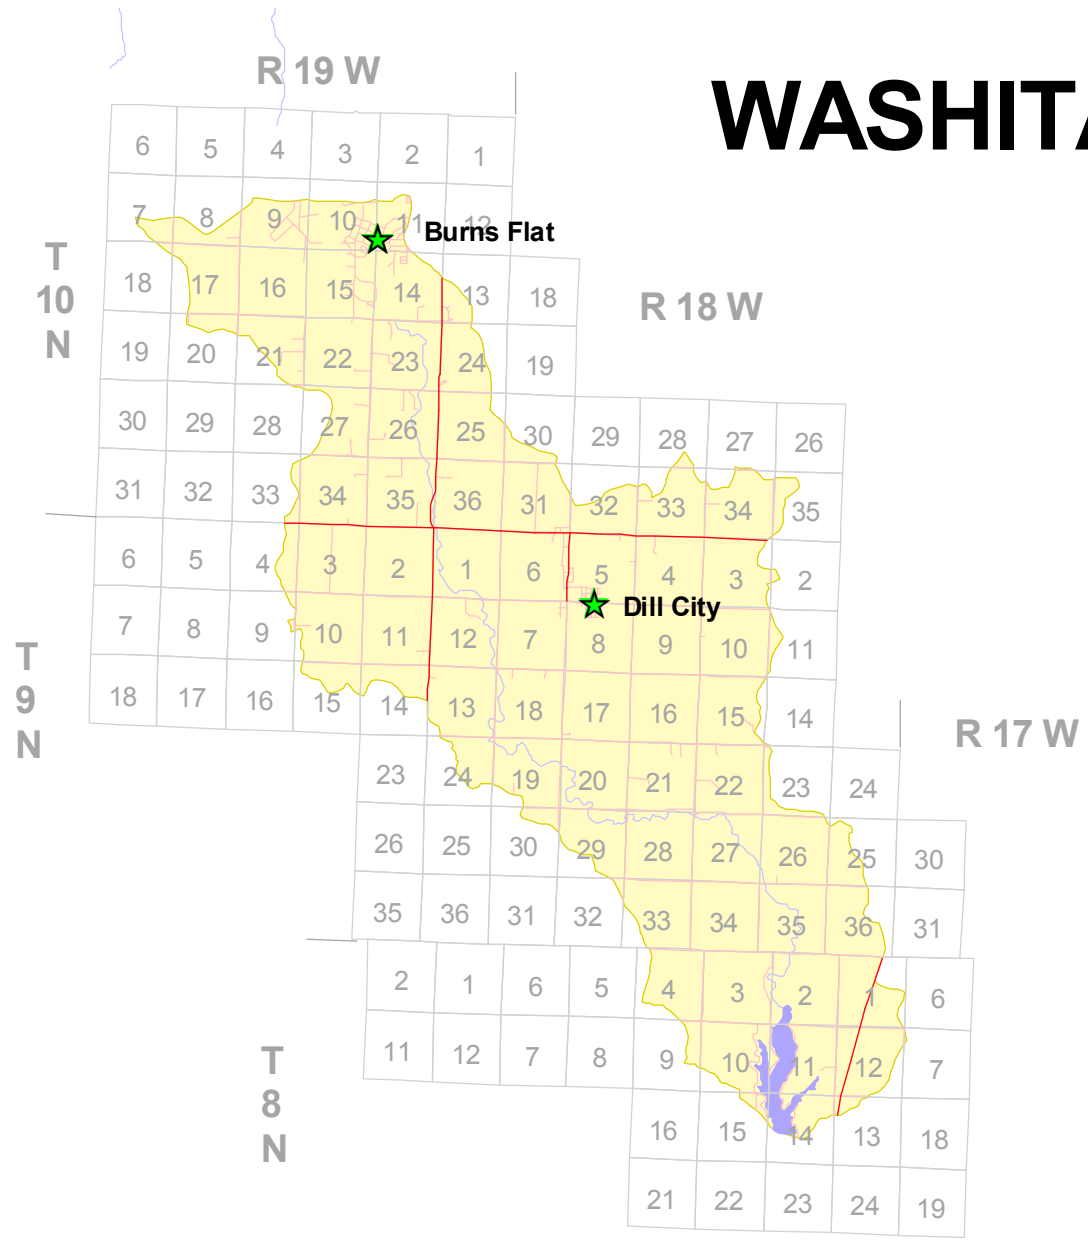 R 19 W
WASHITA
6 5 4 3 2 1
7 8 9 10 11 12
Burns Flat
T
10
N
18 17 16 15 14 13 18
R 18 W
19 20 21 22 23 24 19
30 29 28 27 26 25 30 29 28 27 26
31 32 33 34 35 36 31 32 33 34 35
6 5 4 3 2 1 6 5 4 3 2
Dill City
7 8 9 10 11 12 7 8 9 10 11
T
9
N
18 17 16 15 14 13 18 17 16 15 14
R 17 W
23 24 19 20 21 22 23 24
26 25 30 29 28 27 26 25 30
35 36 31 32 33 34 35 36 31
2 1 6 5 4 3 2 1 6
11 12 7 8 9 10 11 12 7
T
8
N
16 15 14 13 18
21 22 23 24 19